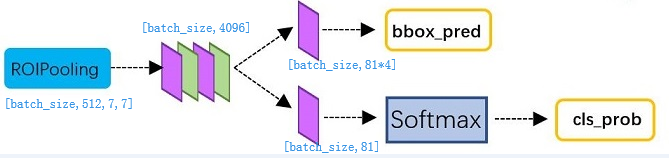 [batch_size,4096]
bbox_pred
ROIPooling
[batch_size,81*4]
[batch_size,512,7,7]
Softmax
cls_prob
[batch_size,81]